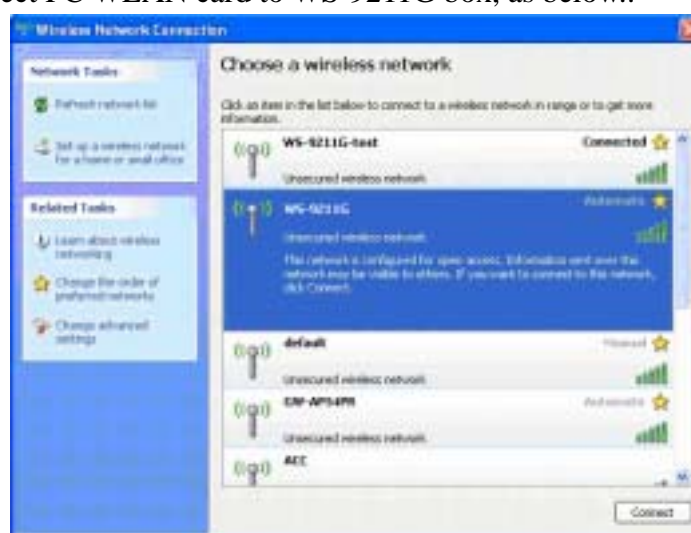 ect PC WLAN card to WS-9211G box, as below..
Wireless Network Connection
Network Tasks
Refresh network list
Set up a wireless network
for a home or small office
Related Tasks
Learn about wireless
networking
Change the order of
preferred networks
Change advanced
settings
Choose a wireless network
Click an item in the list below to connect to a wireless network in range or to get more
information.
WS-9211G-test Connected
Unsecured wireless network
WS-9211G Automatic
Unsecured wireless network
This network is configured for open access. Information sent over this
network may be visible to others. If you want to connect to this network,
click Connect.
default Manual
Unsecured wireless network
Automatic
Unsecured wireless network
ACC
Connect